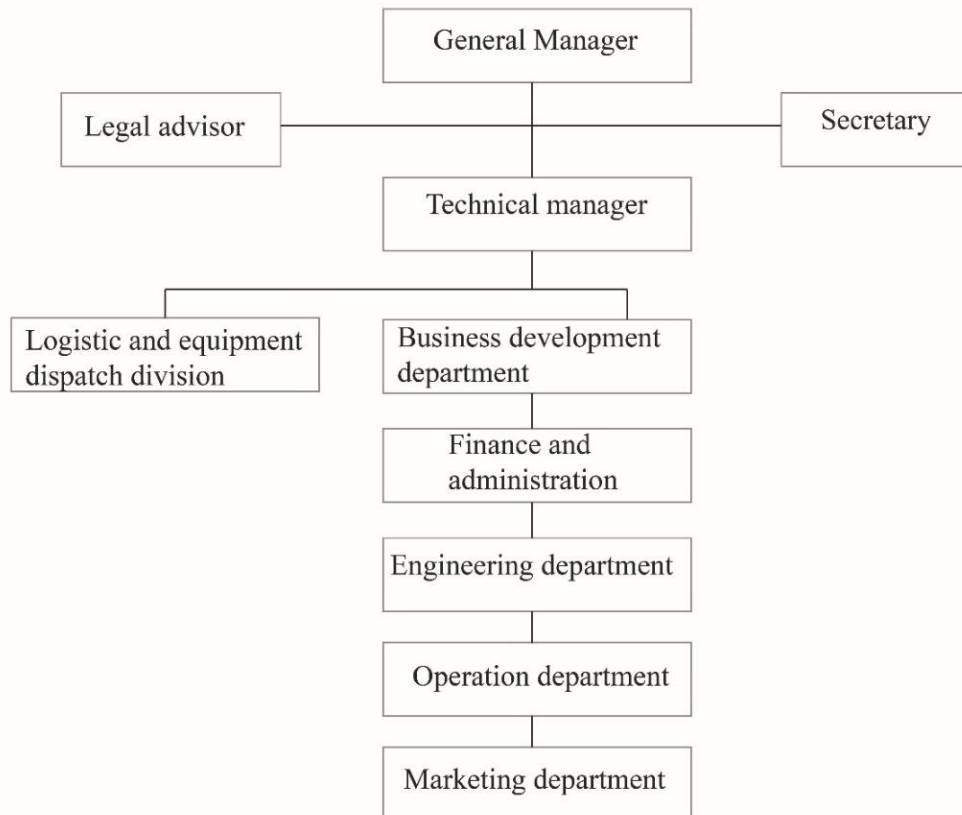 General Manager
Legal advisor
Secretary
Technical manager
Logistic and equipment
dispatch division
Business development
department
Finance and
administration
Engineering department
Operation department
Marketing department